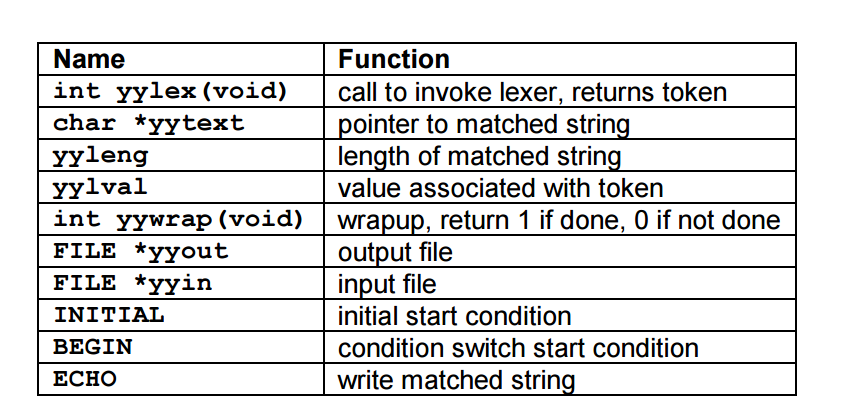 Name Function
int yylex(void) call to invoke lexer, returns token
char *yytext pointer to matched string
yyleng length of matched string
yylval value associated with token
int yywrap(void) wrapup, return 1 if done, 0 if not done
FILE *yyout output file
FILE *yyin input file
INITIAL initial start condition
BEGIN condition switch start condition
ECHO write matched string